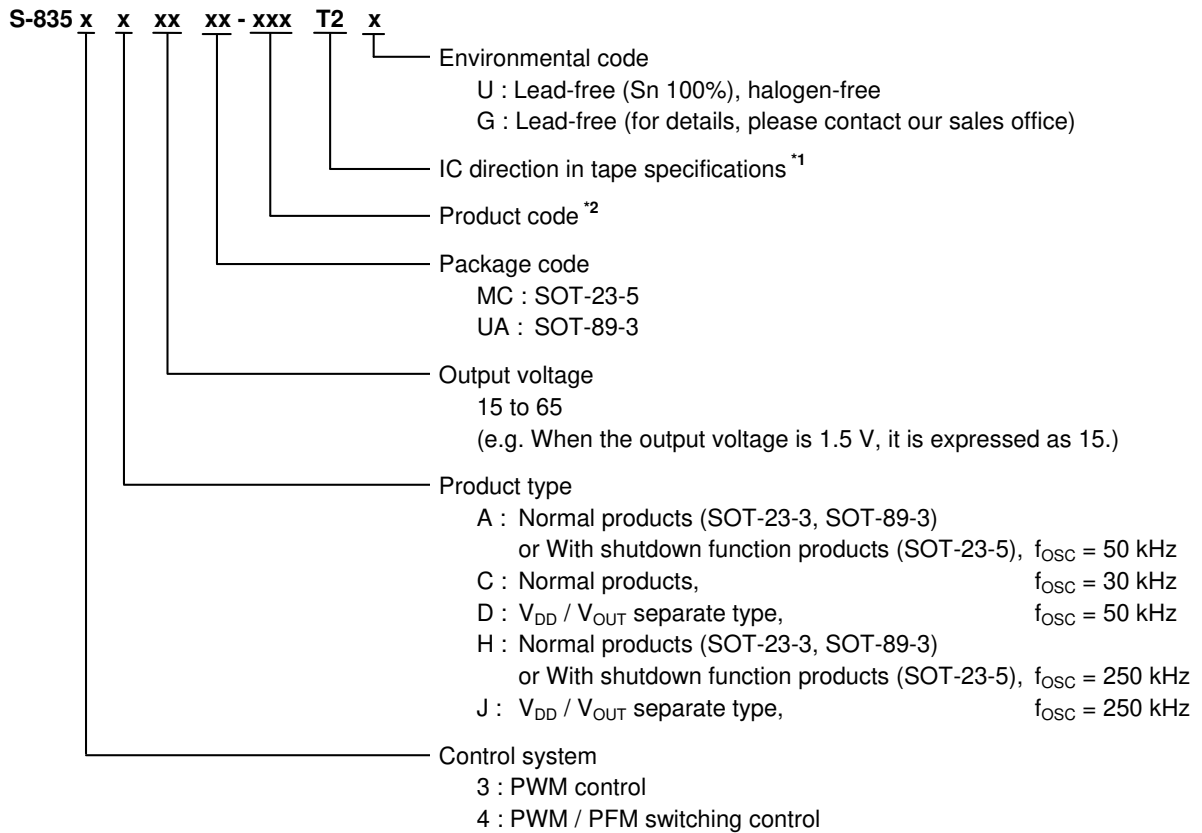 S-835 x x xx xx - xxx T2 x
Environmental code
U : Lead-free (Sn 100%), halogen-free
G : Lead-free (for details, please contact our sales office)
IC direction in tape specifications *1
Product code *2
Package code
MC : SOT-23-5
UA : SOT-89-3
Output voltage
15 to 65
(e.g. When the output voltage is 1.5 V, it is expressed as 15.)
Product type
A : Normal products (SOT-23-3, SOT-89-3)
or With shutdown function products (SOT-23-5), fOSC = 50 kHz
C : Normal products, fOSC = 30 kHz
D : VDD / VOUT separate type, fOSC = 50 kHz
H : Normal products (SOT-23-3, SOT-89-3)
or With shutdown function products (SOT-23-5), fOSC = 250 kHz
J : VDD / VOUT separate type, fOSC = 250 kHz
Control system
3 : PWM control
4 : PWM / PFM switching control